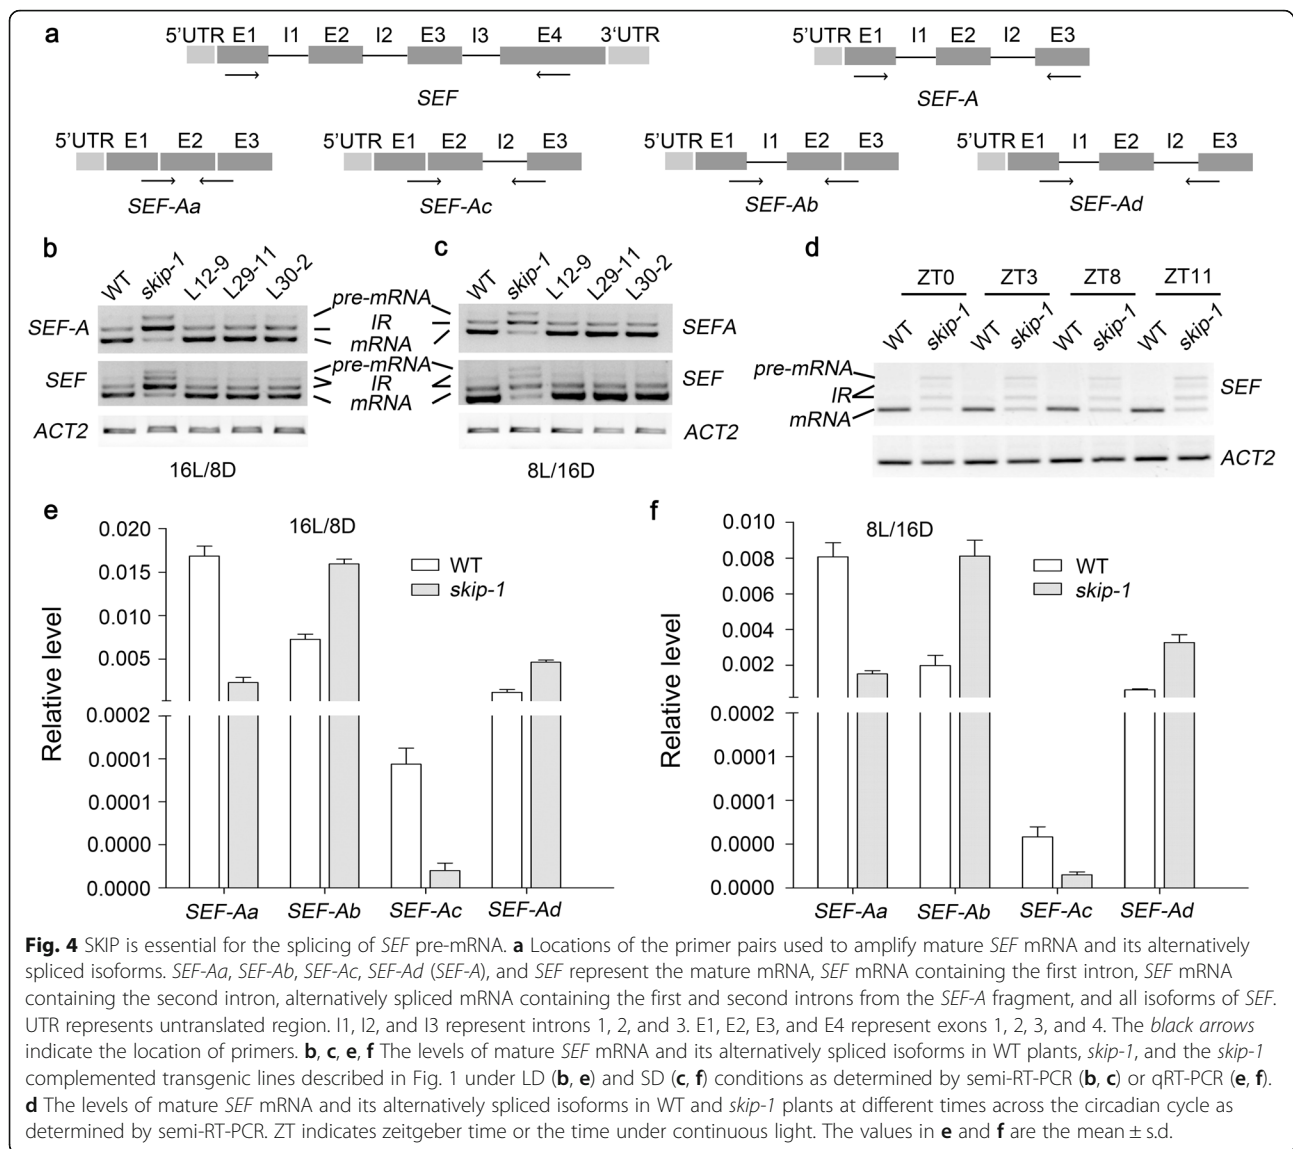 a
5'UTR E1 I1 E2 I2 E3 I3 E4 3'UTR
SEF
5'UTR E1 I1 E2 I2 E3
SEF-A
5'UTR E1 E2 E3
SEF-Aa
5'UTR E1 E2 I2 E3
SEF-Ac
5'UTR E1 I1 E2 E3
SEF-Ab
5'UTR E1 I1 E2 I2 E3
SEF-Ad
b
WT skip-1 L12-9 L29-11 L30-2
SEF-A
SEF
ACT2
16L/8D
pre-mRNA
IR
mRNA
pre-mRNA
IR
mRNA
c
WT skip-1 L12-9 L29-11 L30-2
SEFA
SEF
ACT2
8L/16D
d
ZT0 ZT3 ZT8 ZT11
WT skip-1 WT skip-1 WT skip-1 WT skip-1
pre-mRNA
IR
mRNA
SEF
ACT2
e
16L/8D
WT
skip-1
Relative level
0.020
0.015
0.010
0.005
0.0002
0.0001
0.0001
0.0000
0.0000
SEF-Aa SEF-Ab SEF-Ac SEF-Ad
f
8L/16D
WT
skip-1
Relative level
0.010
0.008
0.006
0.004
0.002
0.0002
0.0001
0.0001
0.0000
0.0000
SEF-Aa SEF-Ab SEF-Ac SEF-Ad
Fig. 4 SKIP is essential for the splicing of SEF pre-mRNA. a Locations of the primer pairs used to amplify mature SEF mRNA and its alternatively
spliced isoforms. SEF-Aa, SEF-Ab, SEF-Ac, SEF-Ad (SEF-A), and SEF represent the mature mRNA, SEF mRNA containing the first intron, SEF mRNA
containing the second intron, alternatively spliced mRNA containing the first and second introns from the SEF-A fragment, and all isoforms of SEF.
UTR represents untranslated region. I1, I2, and I3 represent introns 1, 2, and 3. E1, E2, E3, and E4 represent exons 1, 2, 3, and 4. The black arrows
indicate the location of primers. b, c, e, f The levels of mature SEF mRNA and its alternatively spliced isoforms in WT plants, skip-1, and the skip-1
complemented transgenic lines described in Fig. 1 under LD (b, e) and SD (c, f) conditions as determined by semi-RT-PCR (b, c) or qRT-PCR (e, f).
d The levels of mature SEF mRNA and its alternatively spliced isoforms in WT and skip-1 plants at different times across the circadian cycle as
determined by semi-RT-PCR. ZT indicates zeitgeber time or the time under continuous light. The values in e and f are the mean ± s.d.